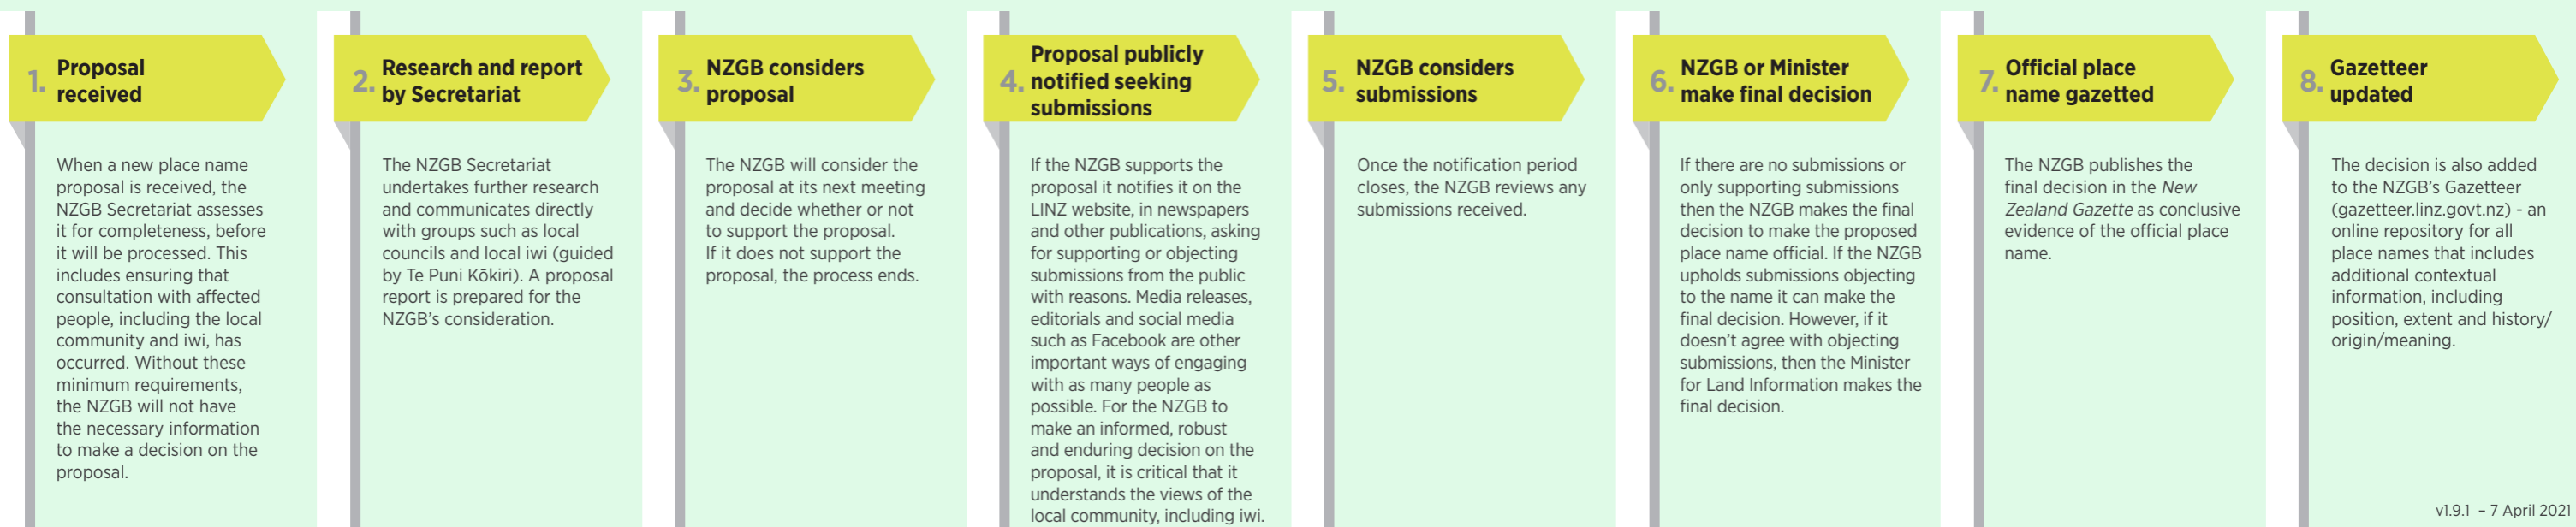 1. Proposal
received
When a new place name
proposal is received, the
NZGB Secretariat assesses
it for completeness, before
it will be processed. This
includes ensuring that
consultation with affected
people, including the local
community and iwi, has
occurred. Without these
minimum requirements,
the NZGB will not have
the necessary information
to make a decision on the
proposal.
2. Research and report
by Secretariat
The NZGB Secretariat
undertakes further research
and communicates directly
with groups such as local
councils and local iwi (guided
by Te Puni Kōkiri). A proposal
report is prepared for the
NZGB's consideration.
3. NZGB considers
proposal
The NZGB will consider the
proposal at its next meeting
and decide whether or not
to support the proposal.
If it does not support the
proposal, the process ends.
4. Proposal publicly
notified seeking
submissions
If the NZGB supports the
proposal it notifies it on the
LINZ website, in newspapers
and other publications, asking
for supporting or objecting
submissions from the public
with reasons. Media releases,
editorials and social media
such as Facebook are other
important ways of engaging
with as many people as
possible. For the NZGB to
make an informed, robust
and enduring decision on the
proposal, it is critical that it
understands the views of the
local community, including iwi.
5. NZGB considers
submissions
Once the notification period
closes, the NZGB reviews any
submissions received.
6. NZGB or Minister
make final decision
If there are no submissions or
only supporting submissions
then the NZGB makes the final
decision to make the proposed
place name official. If the NZGB
upholds submissions objecting
to the name it can make the
final decision. However, if it
doesn't agree with objecting
submissions, then the Minister
for Land Information makes the
final decision.
7. Official place
name gazetted
The NZGB publishes the
final decision in the New
Zealand Gazette as conclusive
evidence of the official place
name.
8. Gazetteer
updated
The decision is also added
to the NZGB's Gazetteer
(gazetteer.linz.govt.nz) - an
online repository for all
place names that includes
additional contextual
information, including
position, extent and history/
origin/meaning.
v1.9.1 – 7 April 2021